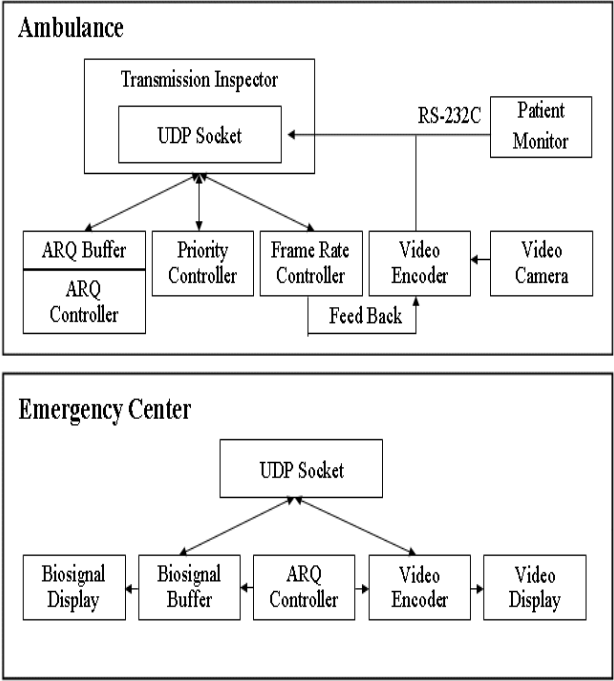 Ambulance
Transmission Inspector
UDP Socket
RS-232C
Patient
Monitor
ARQ Buffer
ARQ
Controller
Priority
Controller
Frame Rate
Controller
Video
Encoder
Video
Camera
Feed Back
Emergency Center
UDP Socket
Biosignal
Display
Biosignal
Buffer
ARQ
Controller
Video
Encoder
Video
Display